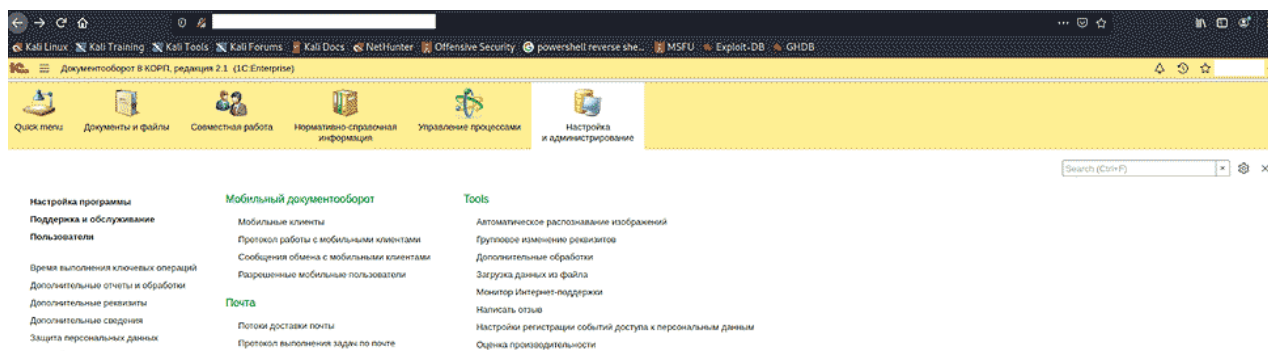 Kali Linux Kali Training Kali Tools Kali Forums Kali Docs NetHunter Offensive Security powershell reverse she... MSFU Exploit-DB GHDB
Документооборот 8 КОРП, редакция 2.1 (1C:Enterprise)
Quick menu Документы и файлы Совместная работа Нормативно-справочная информация Управление процессами Настройка и администрирование
Search (Ctrl+F)
Настройка программы
Поддержка и обслуживание
Пользователи
Время выполнения ключевых операций
Дополнительные отчеты и обработки
Дополнительные реквизиты
Дополнительные сведения
Защита персональных данных
Мобильный документооборот
Мобильные клиенты
Протокол работы с мобильными клиентами
Сообщения обмена с мобильными клиентами
Разрешенные мобильные пользователи
Почта
Потоки доставки почты
Протокол выполнения задач по почте
Tools
Автоматическое распознавание изображений
Групповое изменение реквизитов
Дополнительные обработки
Загрузка данных из файла
Монитор Интернет-поддержки
Написать отзыв
Настройки регистрации событий доступа к персональным данным
Оценка производительности